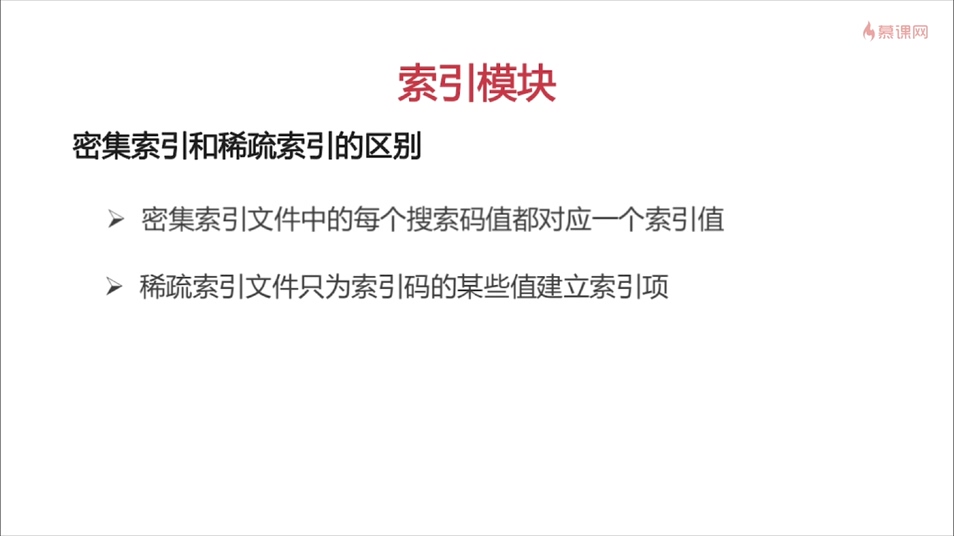 慕课网
索引模块
密集索引和稀疏索引的区别
➢ 密集索引文件中的每个搜索码值都对应一个索引值
➢ 稀疏索引文件只为索引码的某些值建立索引项